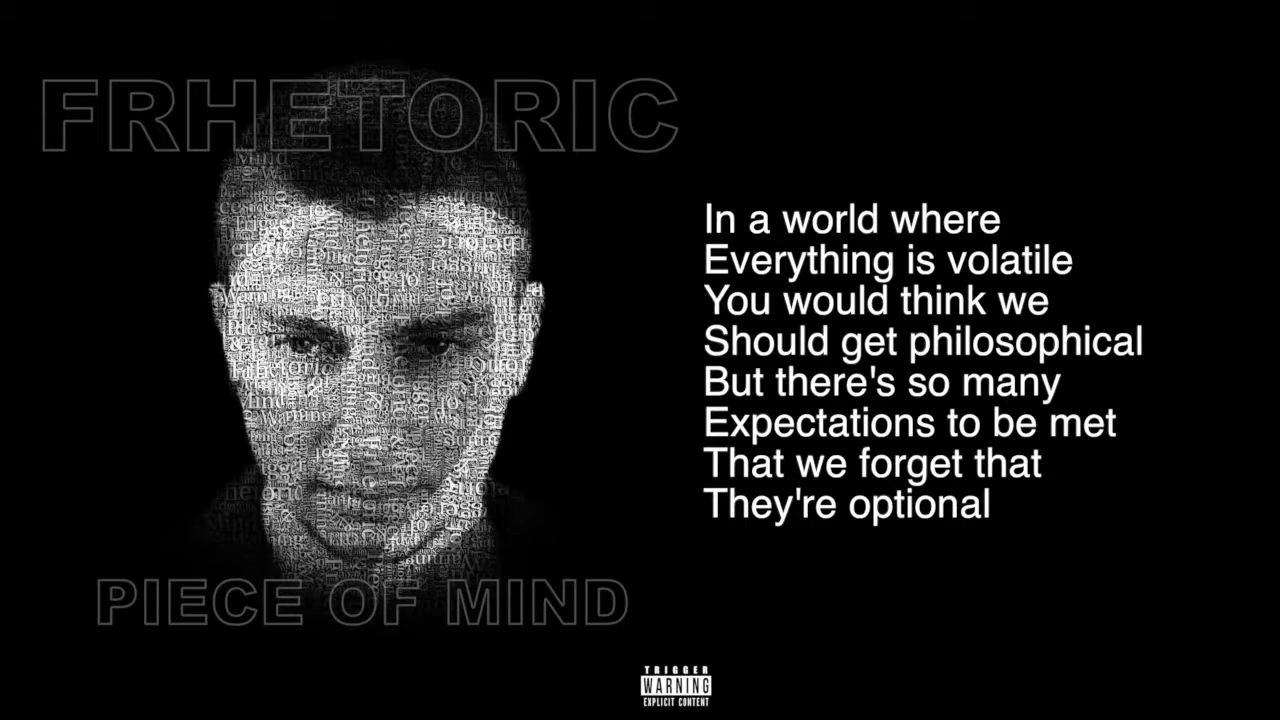 FRHETORIC
In a world where
Everything is volatile
You would think we
Should get philosophical
But there's so many
Expectations to be met
That we forget that
They're optional
PIECE OF MIND
TRIGGER
WARNING
EXPLICIT CONTENT